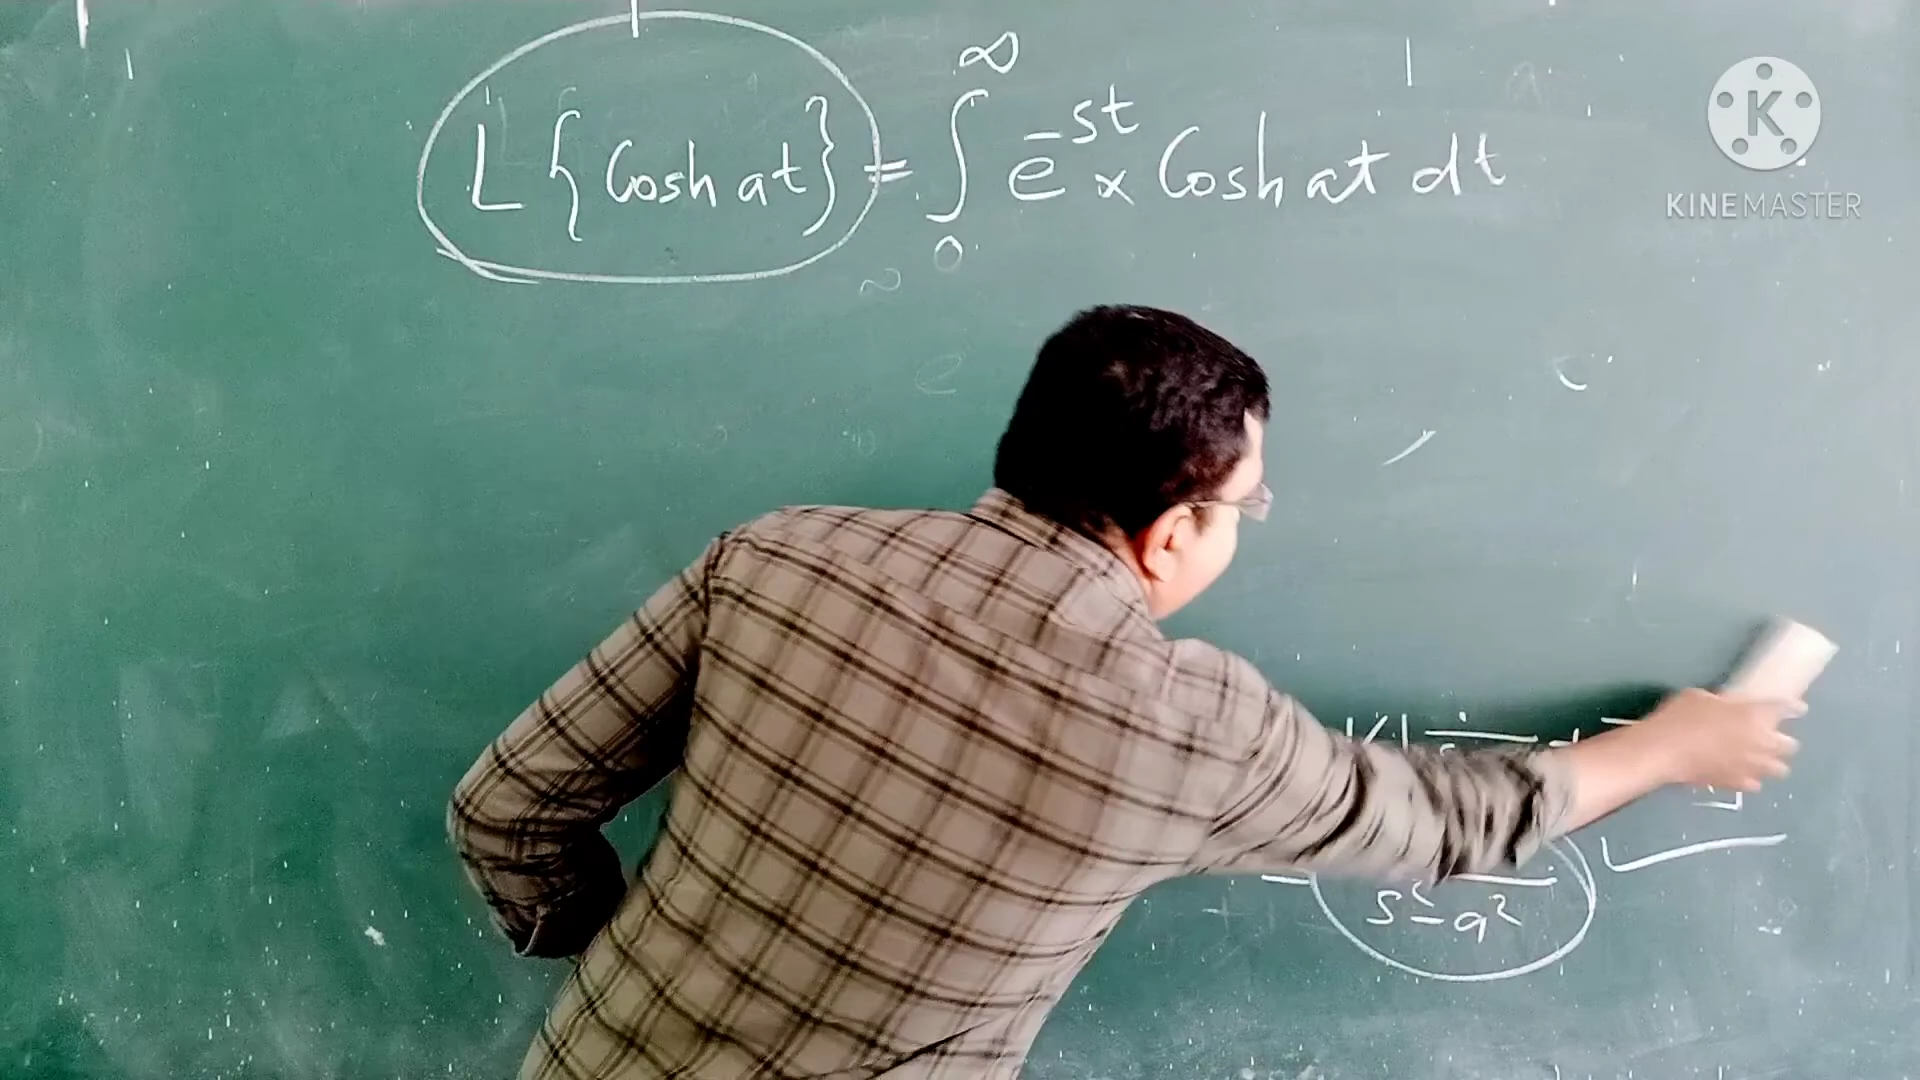 L{Cosh at} = ∫₀^∞ e^-st × Cosh at dt
KINEMASTER
s² - a²